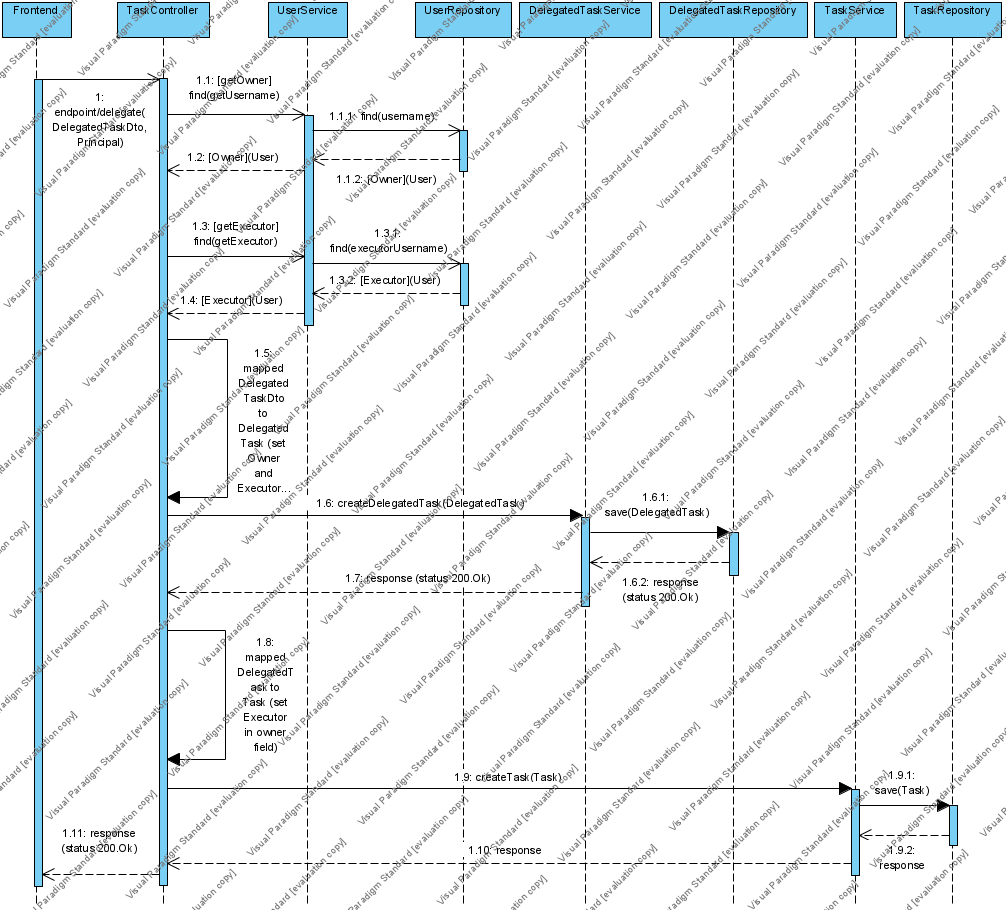 Frontend
TaskController
UserService
UserRepository
DelegatedTaskService
DelegatedTaskRepository
TaskService
TaskRepository
1:
endpoint/delegate(
DelegatedTaskDto,
Principal)
1.1: [getOwner]
find(getUsername)
1.1.1: find(username)
1.2: [Owner](User)
1.1.2: [Owner](User)
1.3: [getExecutor]
find(getExecutor)
1.3.1:
find(executorUsername)
1.3.2: [Executor](User)
1.4: [Executor](User)
1.5:
mapped
Delegated
TaskDto
to
Delegated
Task (set
Owner
and
Executor...
1.6: createDelegatedTask(DelegatedTask)
1.6.1:
save(DelegatedTask)
1.7: response (status 200.Ok)
1.6.2: response
(status 200.Ok)
1.8:
mapped
DelegatedT
ask to
Task (set
Executor
in owner
field)
1.9: createTask(Task)
1.9.1:
save(Task)
1.11: response
(status 200.Ok)
1.10: response
1.9.2:
response
Visual Paradigm Standard [evaluation copy]